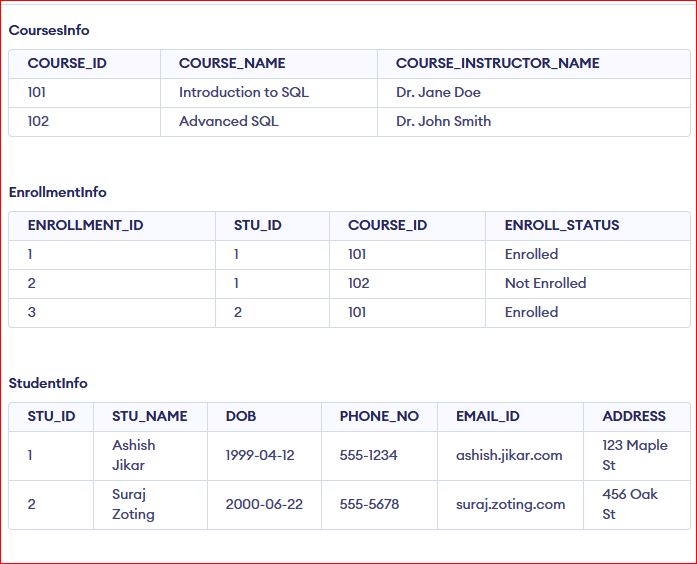 CoursesInfo
COURSE_ID COURSE_NAME COURSE_INSTRUCTOR_NAME
101 Introduction to SQL Dr. Jane Doe
102 Advanced SQL Dr. John Smith
EnrollmentInfo
ENROLLMENT_ID STU_ID COURSE_ID ENROLL_STATUS
1 1 101 Enrolled
2 1 102 Not Enrolled
3 2 101 Enrolled
StudentInfo
STU_ID STU_NAME DOB PHONE_NO EMAIL_ID ADDRESS
1 Ashish Jikar 1999-04-12 555-1234 ashish.jikar.com 123 Maple St
2 Suraj Zoting 2000-06-22 555-5678 suraj.zoting.com 456 Oak St